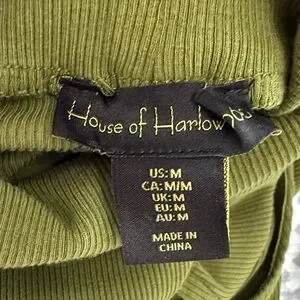 House of Harlow
US: M
CA: M/M
UK: M
EU: M
AU: M
MADE IN
CHINA